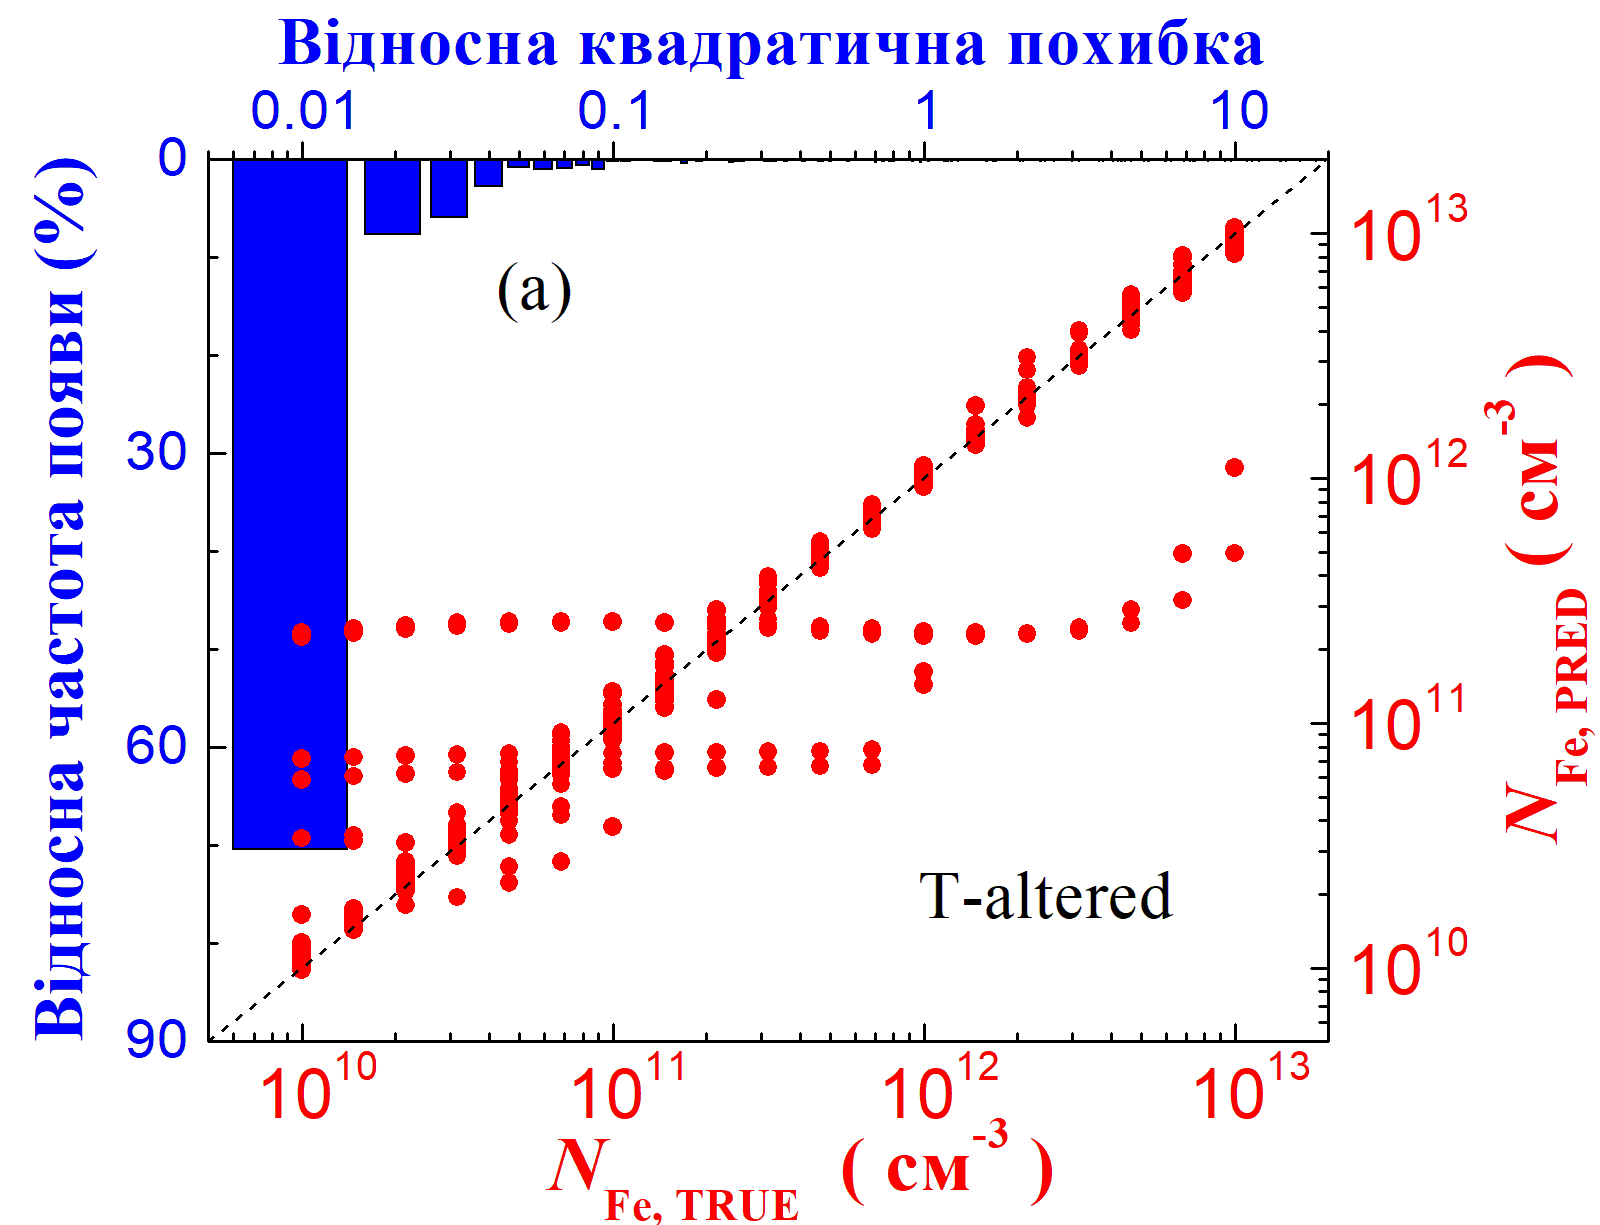 Відносна квадратична похибка
0.01 0.1 1 10
Відносна частота появи (%)
0
30
60
90
(а)
T-altered
10^13
10^12
10^11
10^10
N Fe, PRED ( см^-3 )
10^10 10^11 10^12 10^13
N Fe, TRUE ( см^-3 )